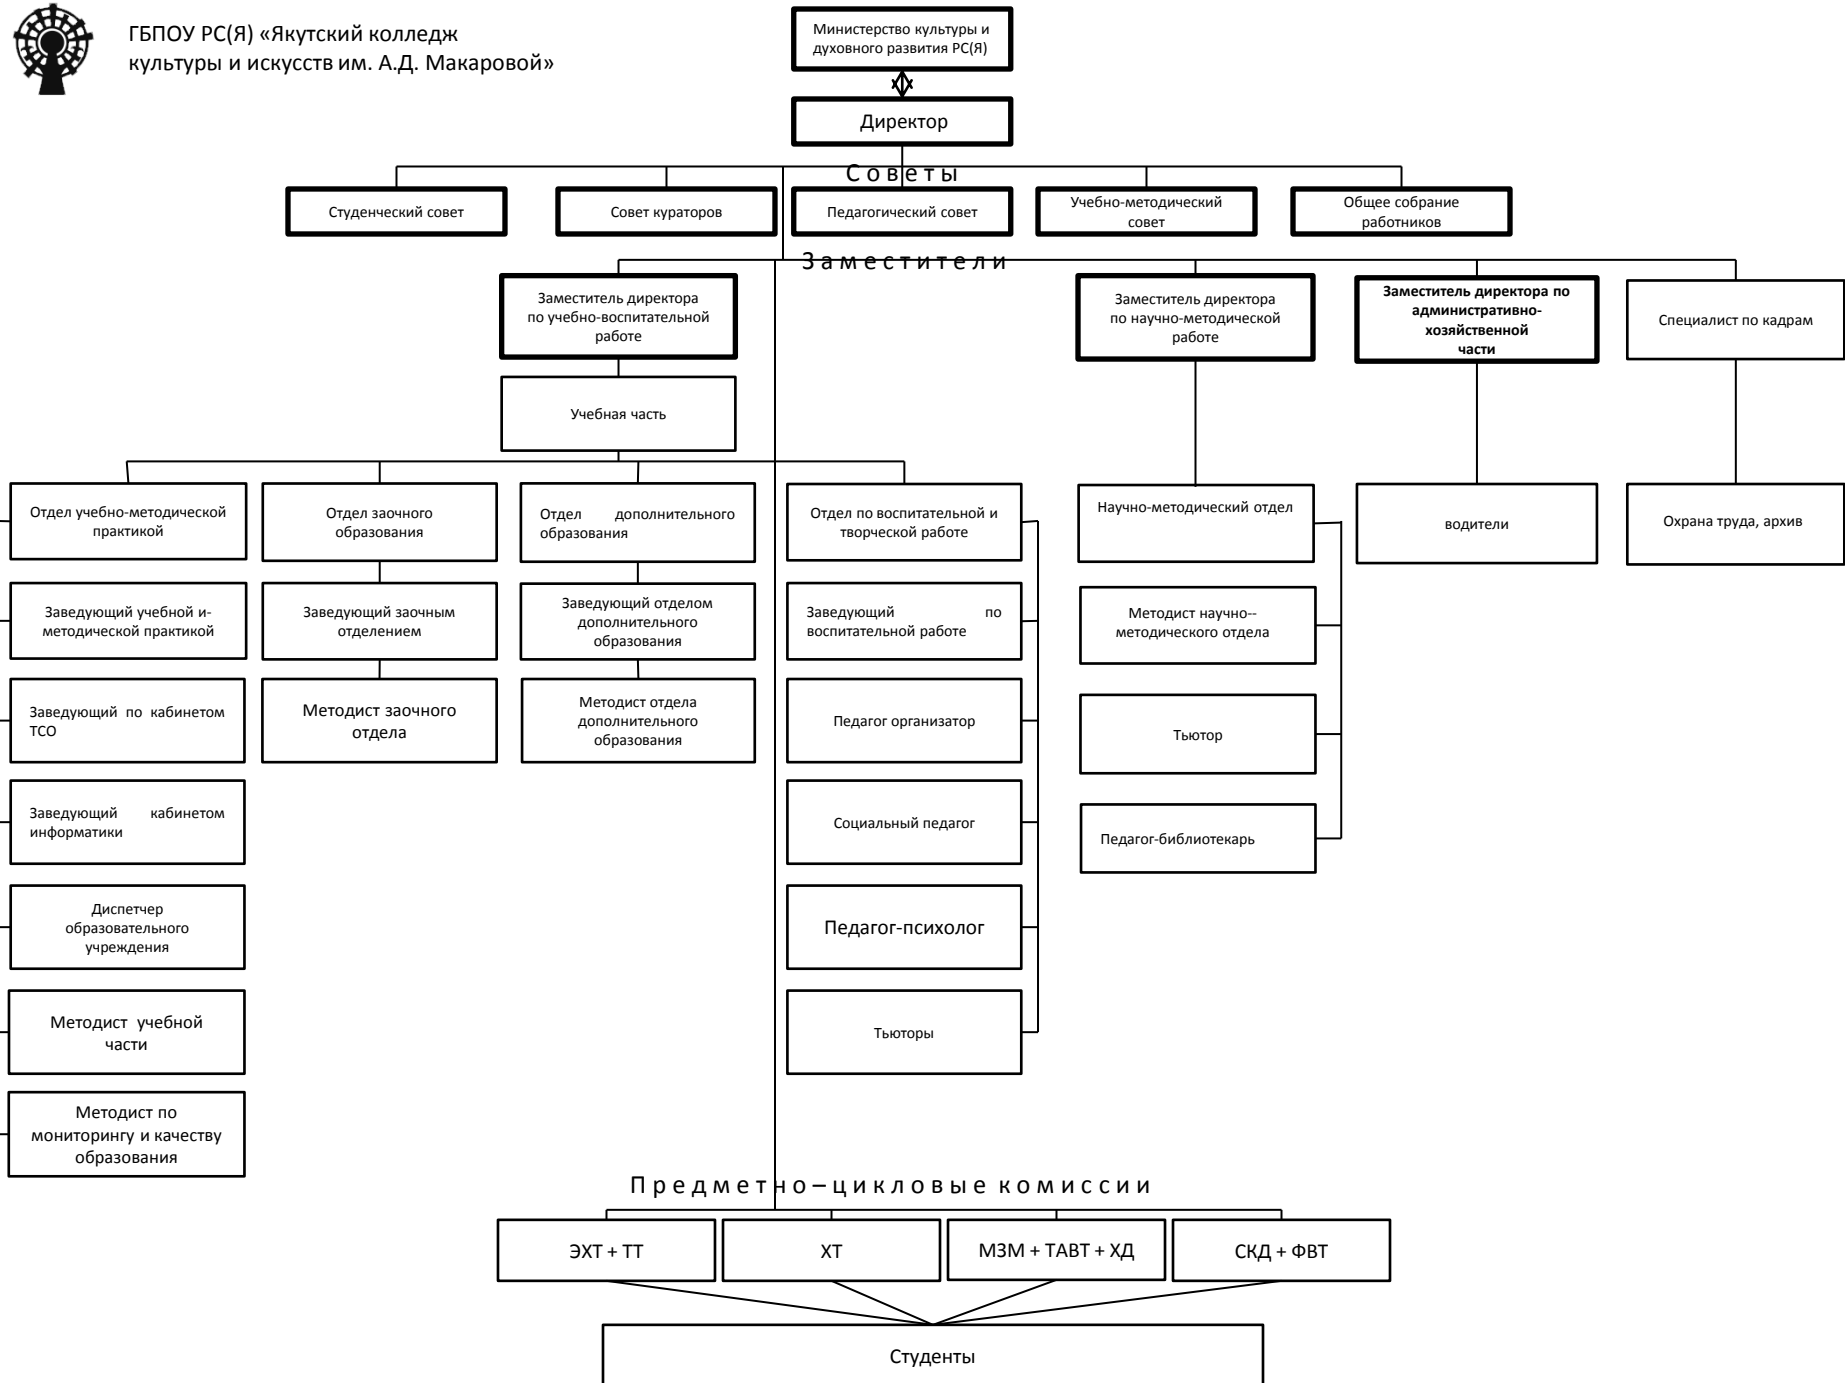 ГБПОУ РС(Я) «Якутский колледж
культуры и искусств им. А.Д. Макаровой»
Министерство культуры и
духовного развития РС(Я)
Директор
Советы
Студенческий совет
Совет кураторов
Педагогический совет
Учебно-методический
совет
Общее собрание
работников
Заместители
Заместитель директора
по учебно-воспитательной
работе
Заместитель директора
по научно-методической
работе
Заместитель директора по
административно-
хозяйственной
части
Специалист по кадрам
Учебная часть
Отдел учебно-методической
практикой
Отдел заочного
образования
Отдел дополнительного
образования
Отдел по воспитательной и
творческой работе
Научно-методический отдел
водители
Охрана труда, архив
Заведующий учебной и-
методической практикой
Заведующий заочным
отделением
Заведующий отделом
дополнительного
образования
Заведующий по
воспитательной работе
Методист научно--
методического отдела
Заведующий по кабинетом
ТСО
Методист заочного
отдела
Методист отдела
дополнительного
образования
Педагог организатор
Тьютор
Заведующий кабинетом
информатики
Социальный педагог
Педагог-библиотекарь
Диспетчер
образовательного
учреждения
Педагог-психолог
Методист учебной
части
Тьюторы
Методист по
мониторингу и качеству
образования
Предметно–цикловые комиссии
ЭХТ + ТТ
ХТ
МЗМ + ТАВТ + ХД
СКД + ФВТ
Студенты